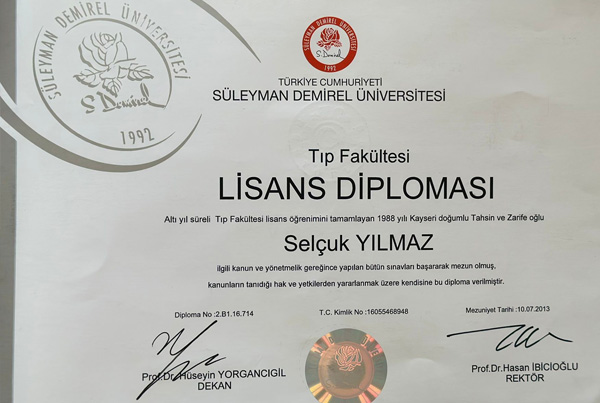 SÜLEYMAN DEMİREL ÜNİVERSİTESİ
S.Demirel
1992
SÜLEYMAN DEMİREL ÜNİVERSİTESİ
S.Demirel
1992
TÜRKİYE CUMHURİYETİ
SÜLEYMAN DEMİREL ÜNİVERSİTESİ
Tıp Fakültesi
LİSANS DİPLOMASI
Altı yıl süreli Tıp Fakültesi lisans öğrenimini tamamlayan 1988 yılı Kayseri doğumlu Tahsin ve Zarife oğlu
Selçuk YILMAZ
ilgili kanun ve yönetmelik gereğince yapılan bütün sınavları başararak mezun olmuş,
kanunların tanıdığı hak ve yetkilerden yararlanmak üzere kendisine bu diploma verilmiştir.
Diploma No :2.B1.16.714 T.C. Kimlik No :16055468948 Mezuniyet Tarihi :10.07.2013
Prof.Dr.Hüseyin YORGANCIGİL
DEKAN
Prof.Dr.Hasan İBİCİOĞLU
REKTÖR